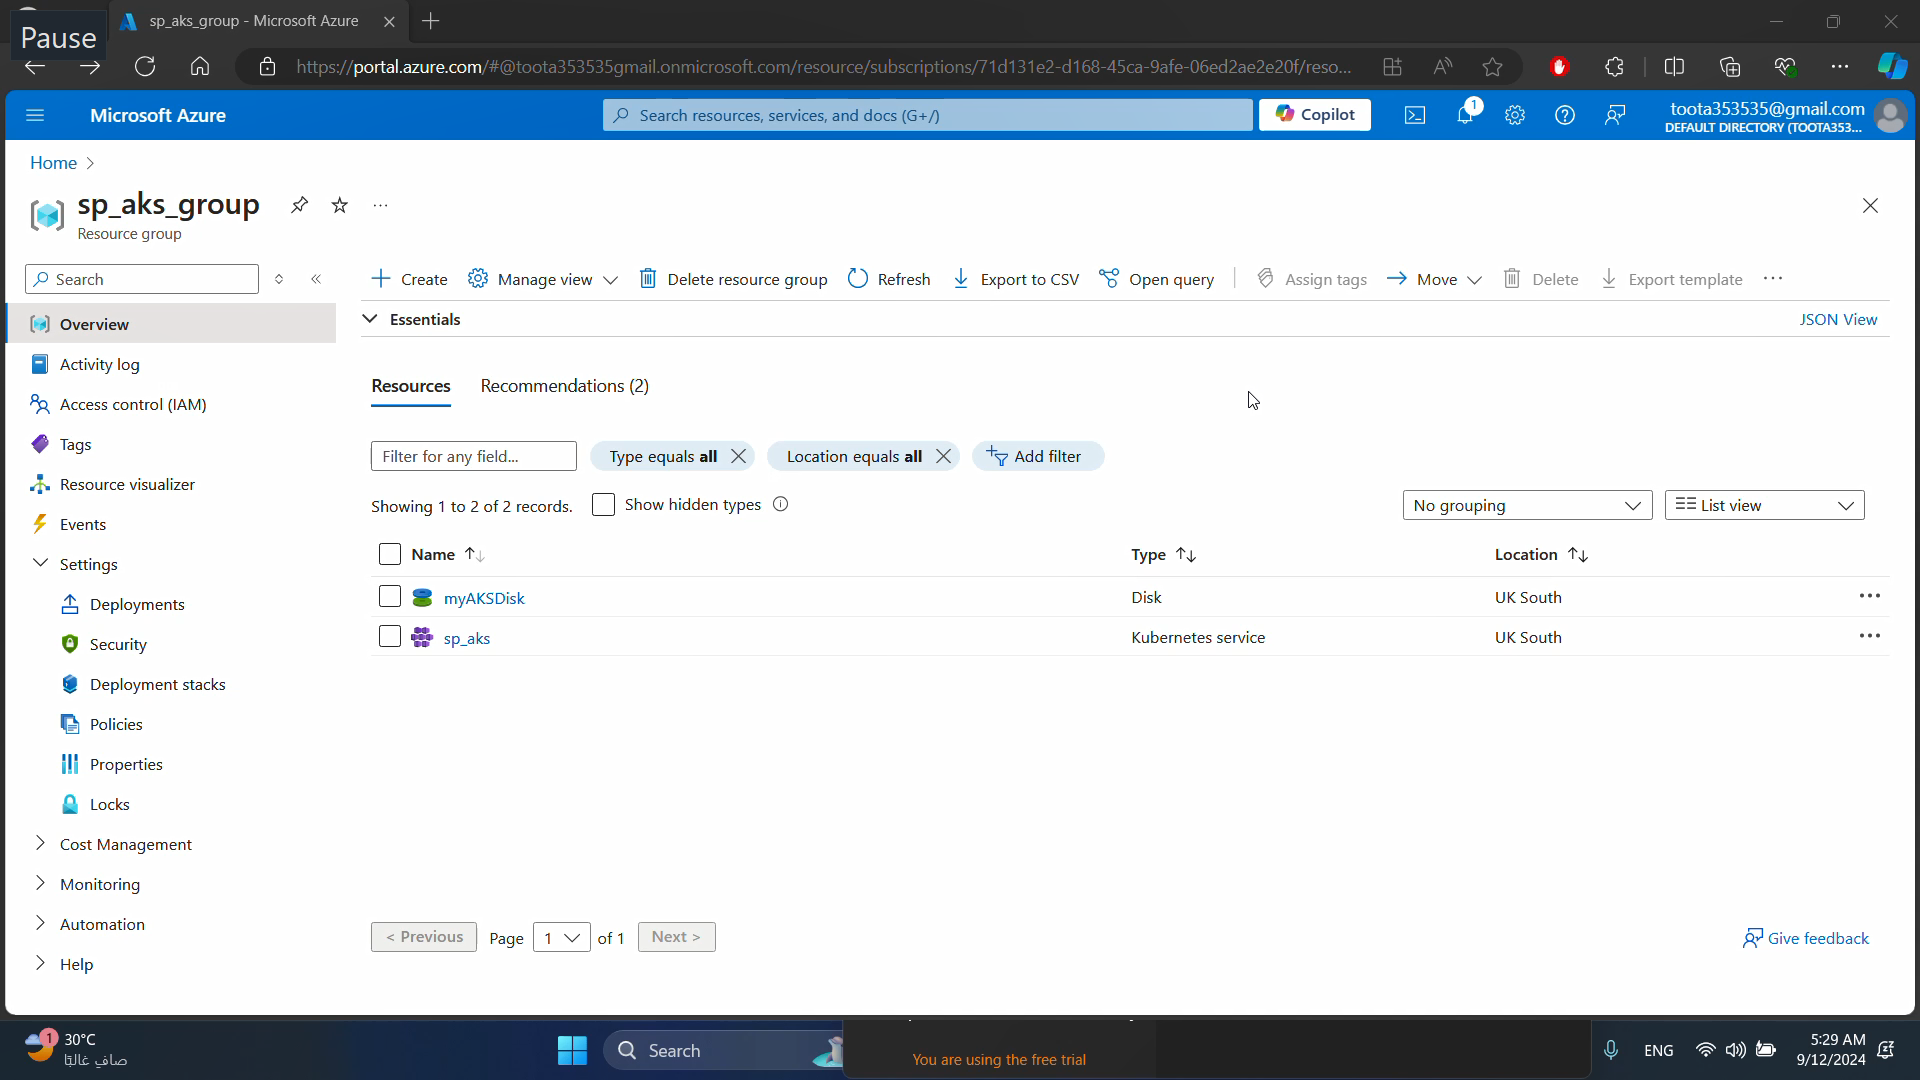 Pause
sp_aks_group - Microsoft Azure
https://portal.azure.com/#@toota353535gmail.onmicrosoft.com/resource/subscriptions/71d131e2-d168-45ca-9afe-06ed2ae2e20f/reso...
Microsoft Azure
Search resources, services, and docs (G+/)
Copilot
1
toota353535@gmail.com
DEFAULT DIRECTORY (TOOTA353...
Home
sp_aks_group
Resource group
Search
Create
Manage view
Delete resource group
Refresh
Export to CSV
Open query
Assign tags
Move
Delete
Export template
Overview
Activity log
Access control (IAM)
Tags
Resource visualizer
Events
Settings
Deployments
Security
Deployment stacks
Policies
Properties
Locks
Cost Management
Monitoring
Automation
Help
Essentials
JSON View
Resources
Recommendations (2)
Filter for any field...
Type equals all
Location equals all
Add filter
Showing 1 to 2 of 2 records.
Show hidden types
No grouping
List view
Name
Type
Location
myAKSDisk
Disk
UK South
sp_aks
Kubernetes service
UK South
< Previous
Page
1
of 1
Next >
Give feedback
1
30°C
صافٍ غالبًا
Search
You are using the free trial
ENG
5:29 AM
9/12/2024